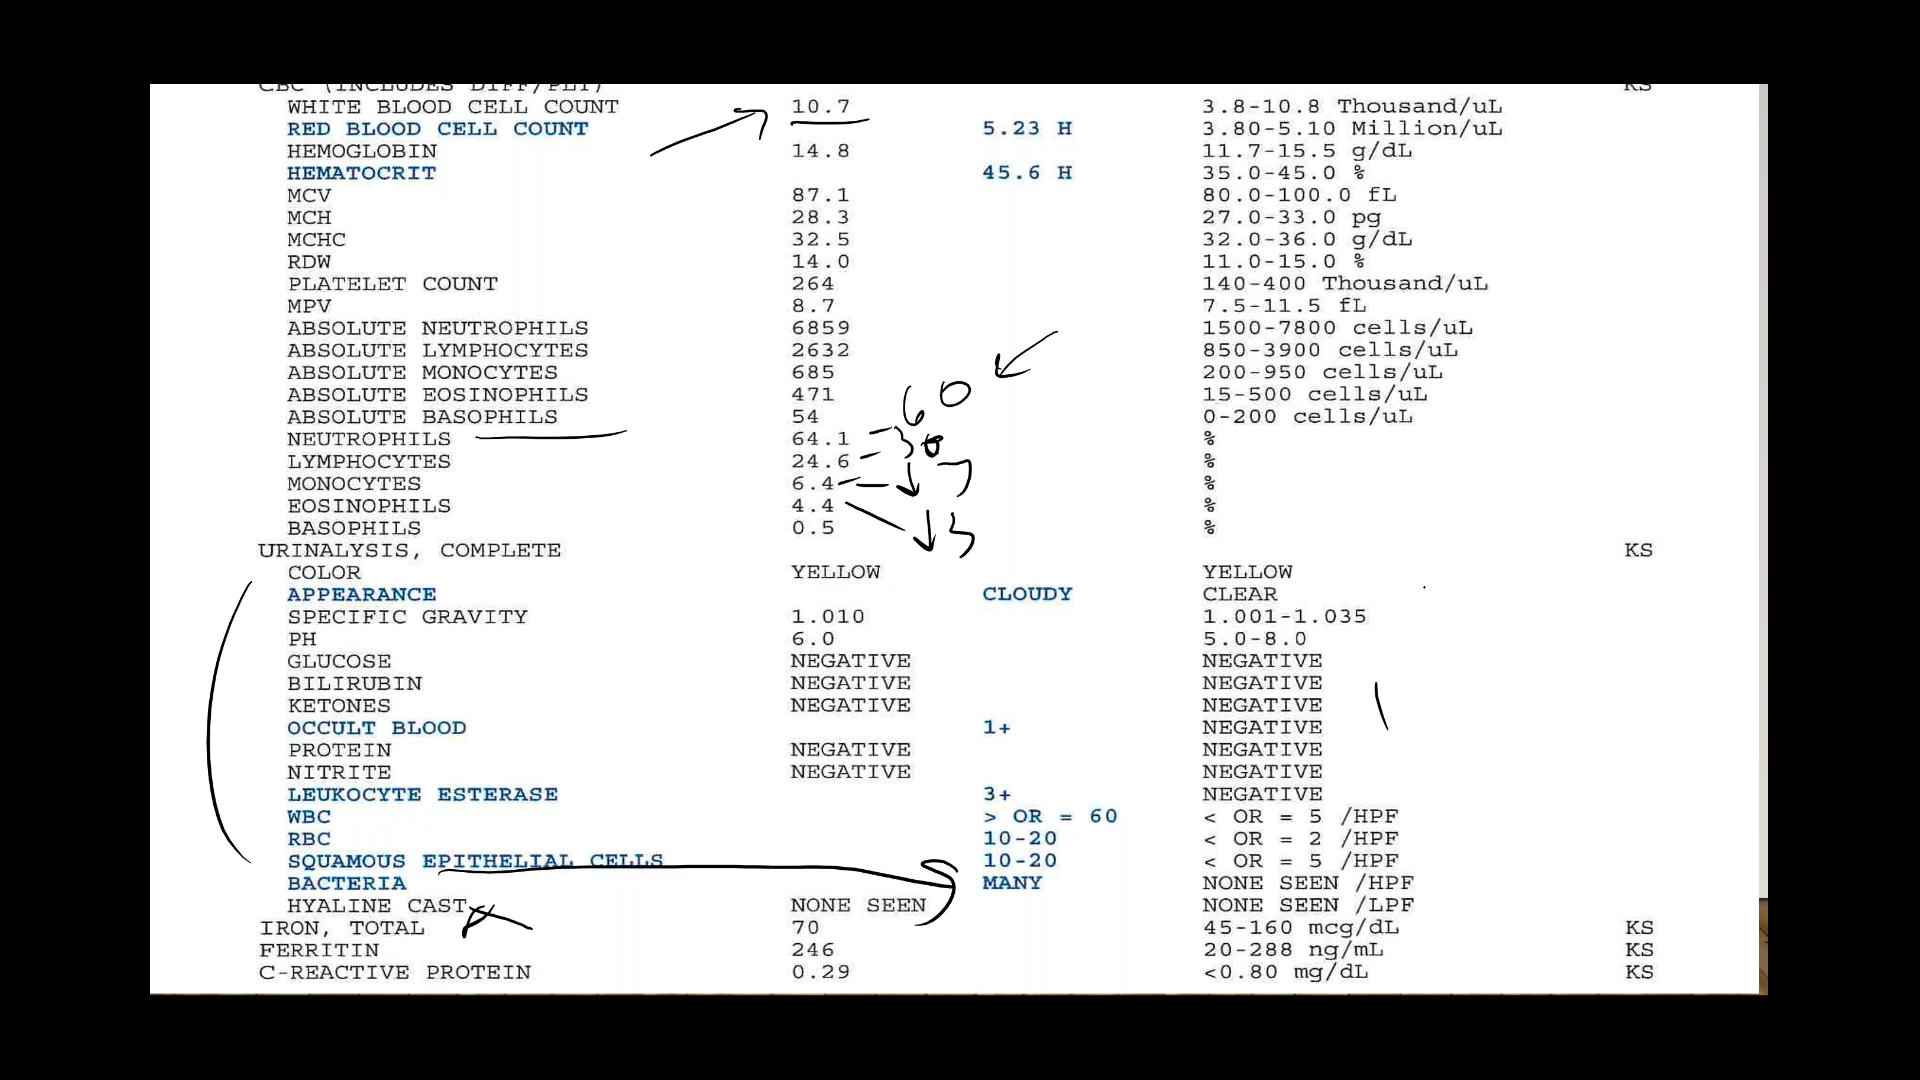 CBC (INCLUDES DIFF/PLT) KS
WHITE BLOOD CELL COUNT 10.7 3.8-10.8 Thousand/uL
RED BLOOD CELL COUNT 5.23 H 3.80-5.10 Million/uL
HEMOGLOBIN 14.8 11.7-15.5 g/dL
HEMATOCRIT 45.6 H 35.0-45.0 %
MCV 87.1 80.0-100.0 fL
MCH 28.3 27.0-33.0 pg
MCHC 32.5 32.0-36.0 g/dL
RDW 14.0 11.0-15.0 %
PLATELET COUNT 264 140-400 Thousand/uL
MPV 8.7 7.5-11.5 fL
ABSOLUTE NEUTROPHILS 6859 1500-7800 cells/uL
ABSOLUTE LYMPHOCYTES 2632 850-3900 cells/uL
ABSOLUTE MONOCYTES 685 200-950 cells/uL
ABSOLUTE EOSINOPHILS 471 15-500 cells/uL
60
ABSOLUTE BASOPHILS 54 0-200 cells/uL
NEUTROPHILS 64.1 30 %
LYMPHOCYTES 24.6 %
MONOCYTES 6.4 7 %
EOSINOPHILS 4.4 %
BASOPHILS 0.5 3 %
URINALYSIS, COMPLETE KS
COLOR YELLOW YELLOW
APPEARANCE CLOUDY CLEAR
SPECIFIC GRAVITY 1.010 1.001-1.035
PH 6.0 5.0-8.0
GLUCOSE NEGATIVE NEGATIVE
BILIRUBIN NEGATIVE NEGATIVE
KETONES NEGATIVE NEGATIVE
OCCULT BLOOD 1+ NEGATIVE
PROTEIN NEGATIVE NEGATIVE
NITRITE NEGATIVE NEGATIVE
LEUKOCYTE ESTERASE 3+ NEGATIVE
WBC > OR = 60 < OR = 5 /HPF
RBC 10-20 < OR = 2 /HPF
SQUAMOUS EPITHELIAL CELLS 10-20 < OR = 5 /HPF
BACTERIA MANY NONE SEEN /HPF
HYALINE CAST NONE SEEN NONE SEEN /LPF
IRON, TOTAL 70 45-160 mcg/dL KS
FERRITIN 246 20-288 ng/mL KS
C-REACTIVE PROTEIN 0.29 <0.80 mg/dL KS